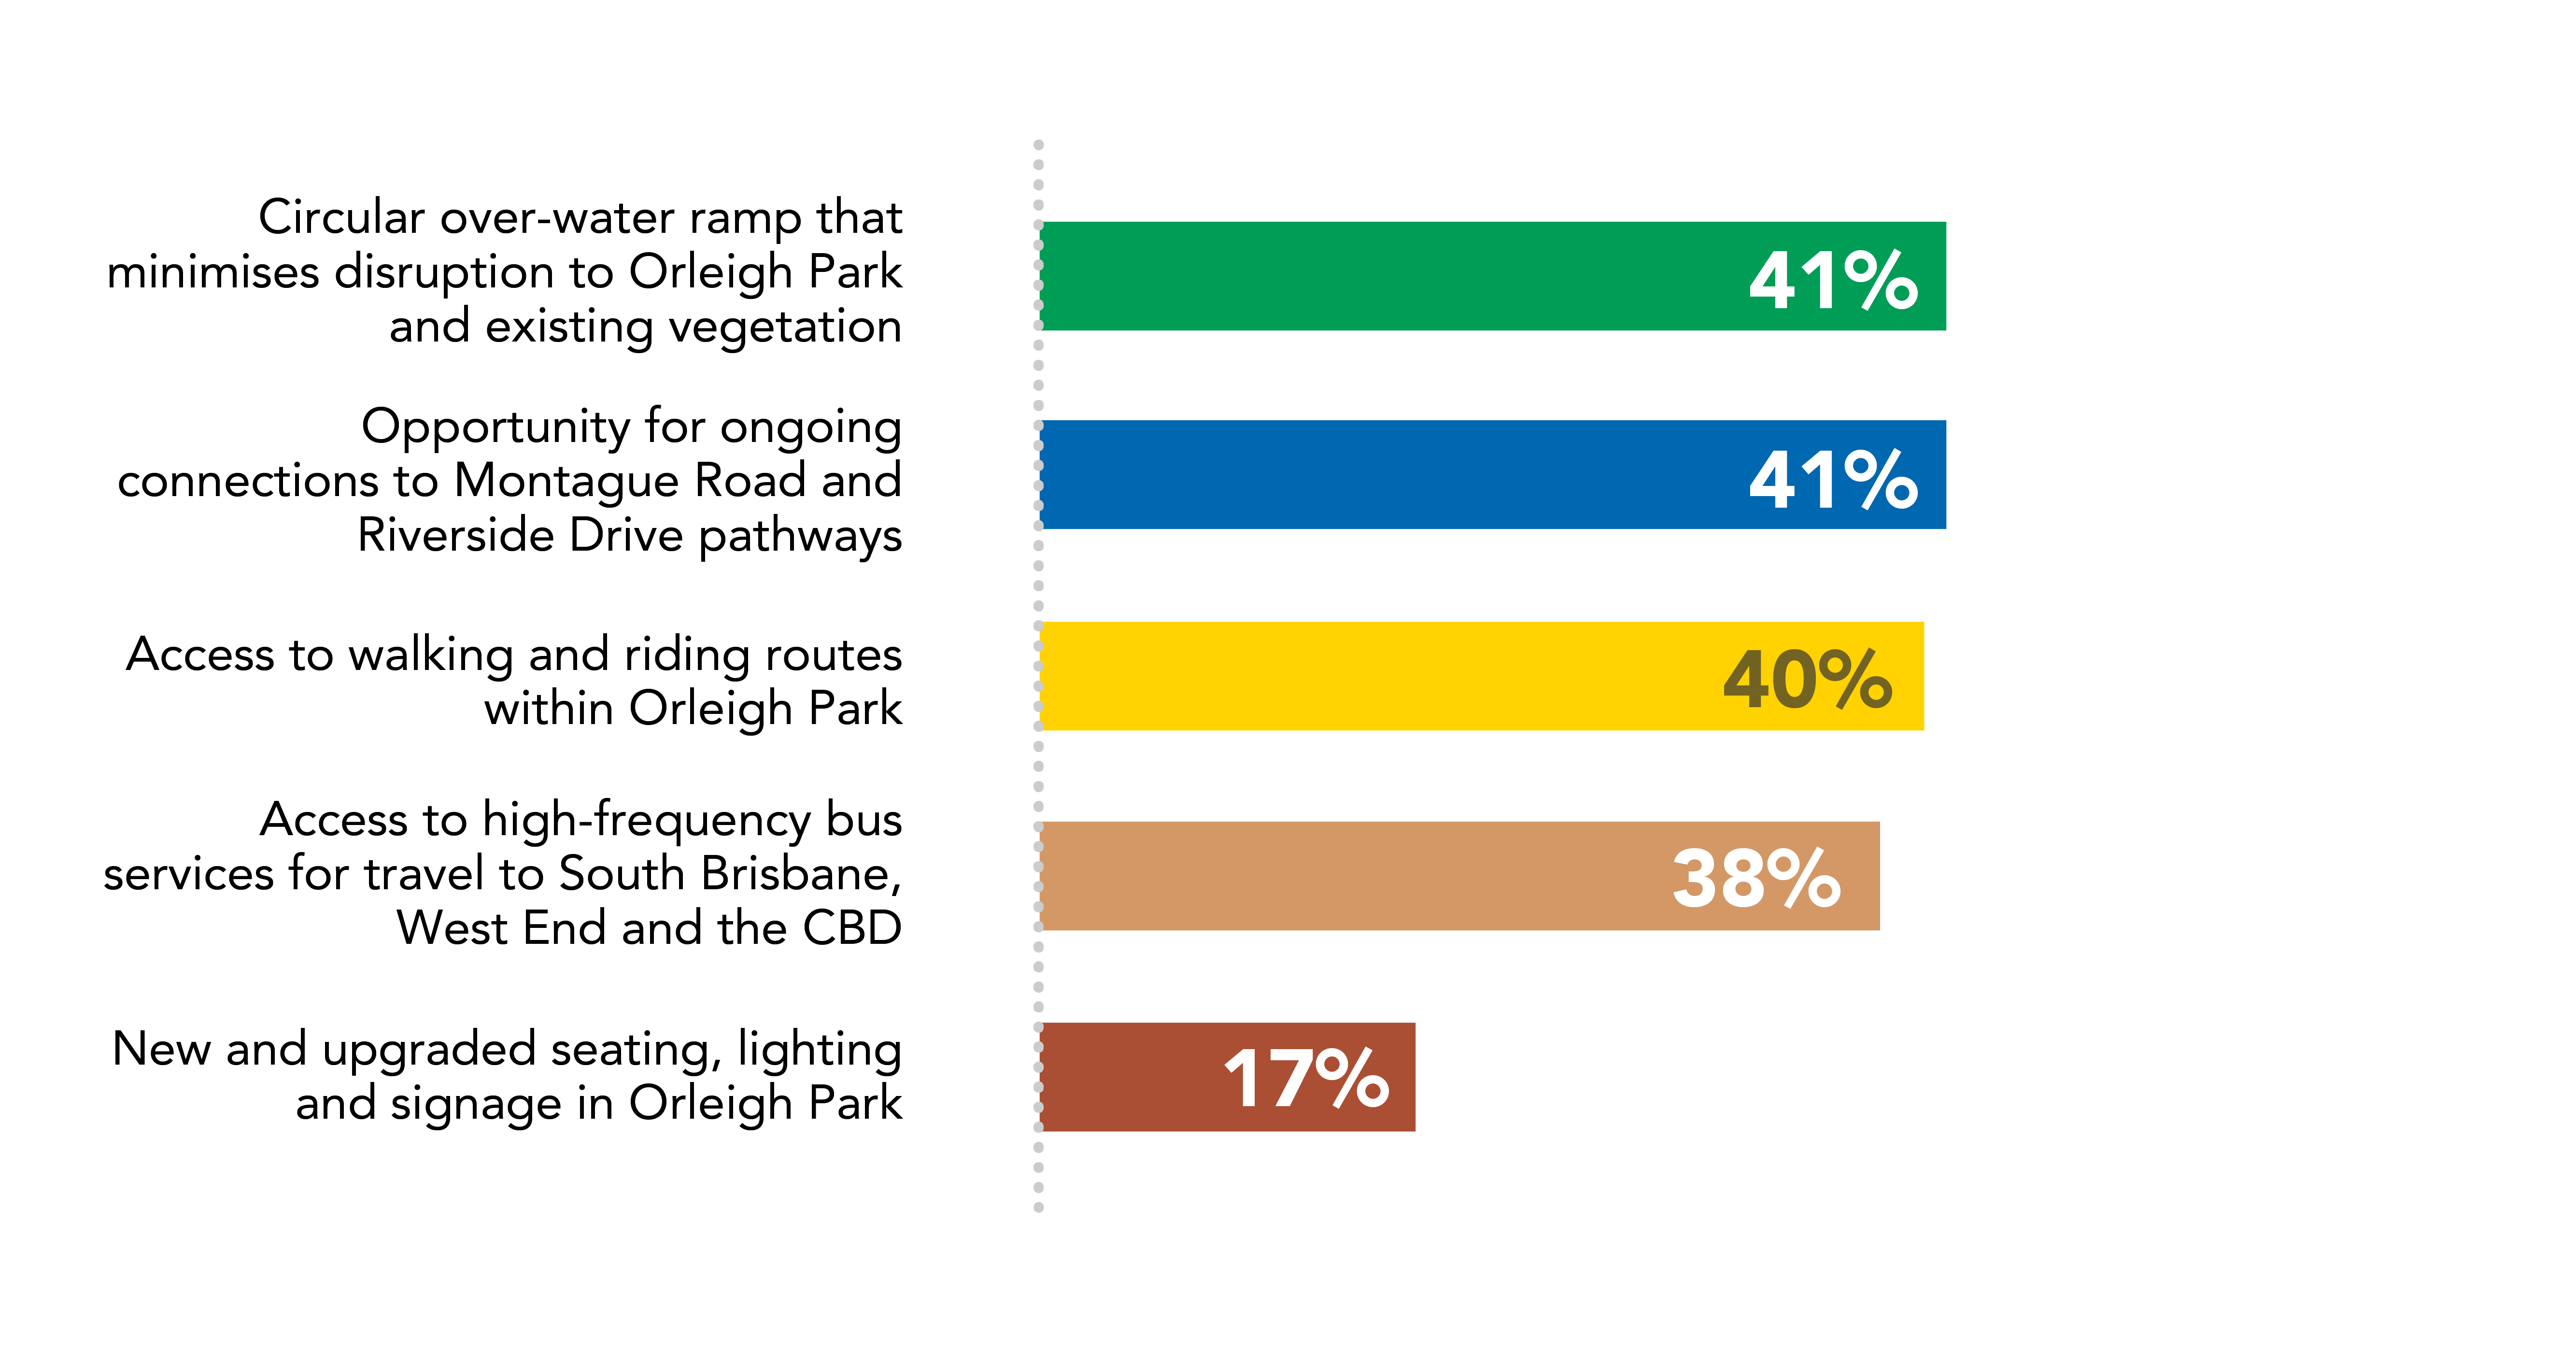 Circular over-water ramp that
minimises disruption to Orleigh Park
and existing vegetation
41%
Opportunity for ongoing
connections to Montague Road and
Riverside Drive pathways
41%
Access to walking and riding routes
within Orleigh Park
40%
Access to high-frequency bus
services for travel to South Brisbane,
West End and the CBD
38%
New and upgraded seating, lighting
and signage in Orleigh Park
17%